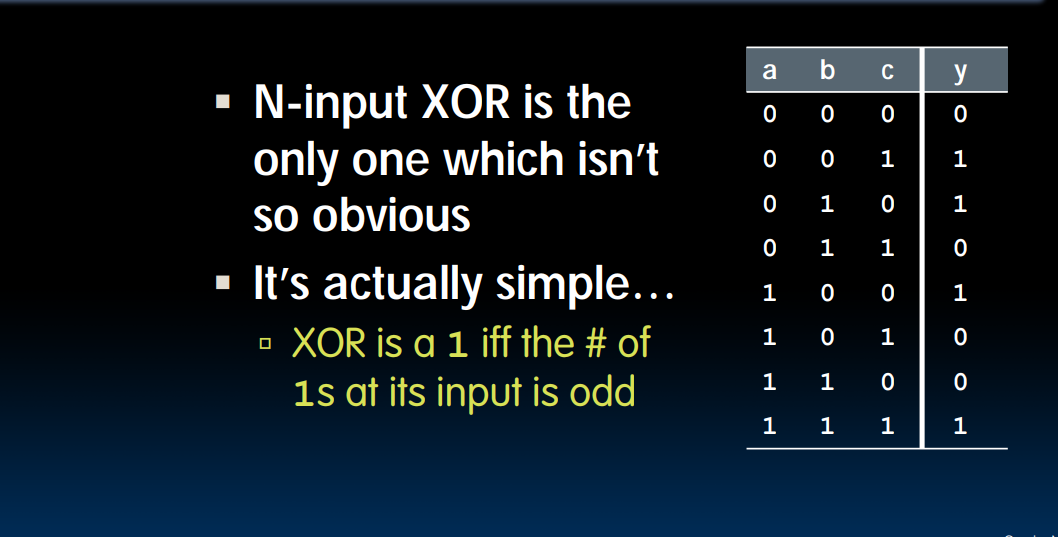 ▪ N-input XOR is the
only one which isn't
so obvious
▪ It's actually simple…
▫ XOR is a 1 iff the # of
1s at its input is odd
a b c y
0 0 0 0
0 0 1 1
0 1 0 1
0 1 1 0
1 0 0 1
1 0 1 0
1 1 0 0
1 1 1 1